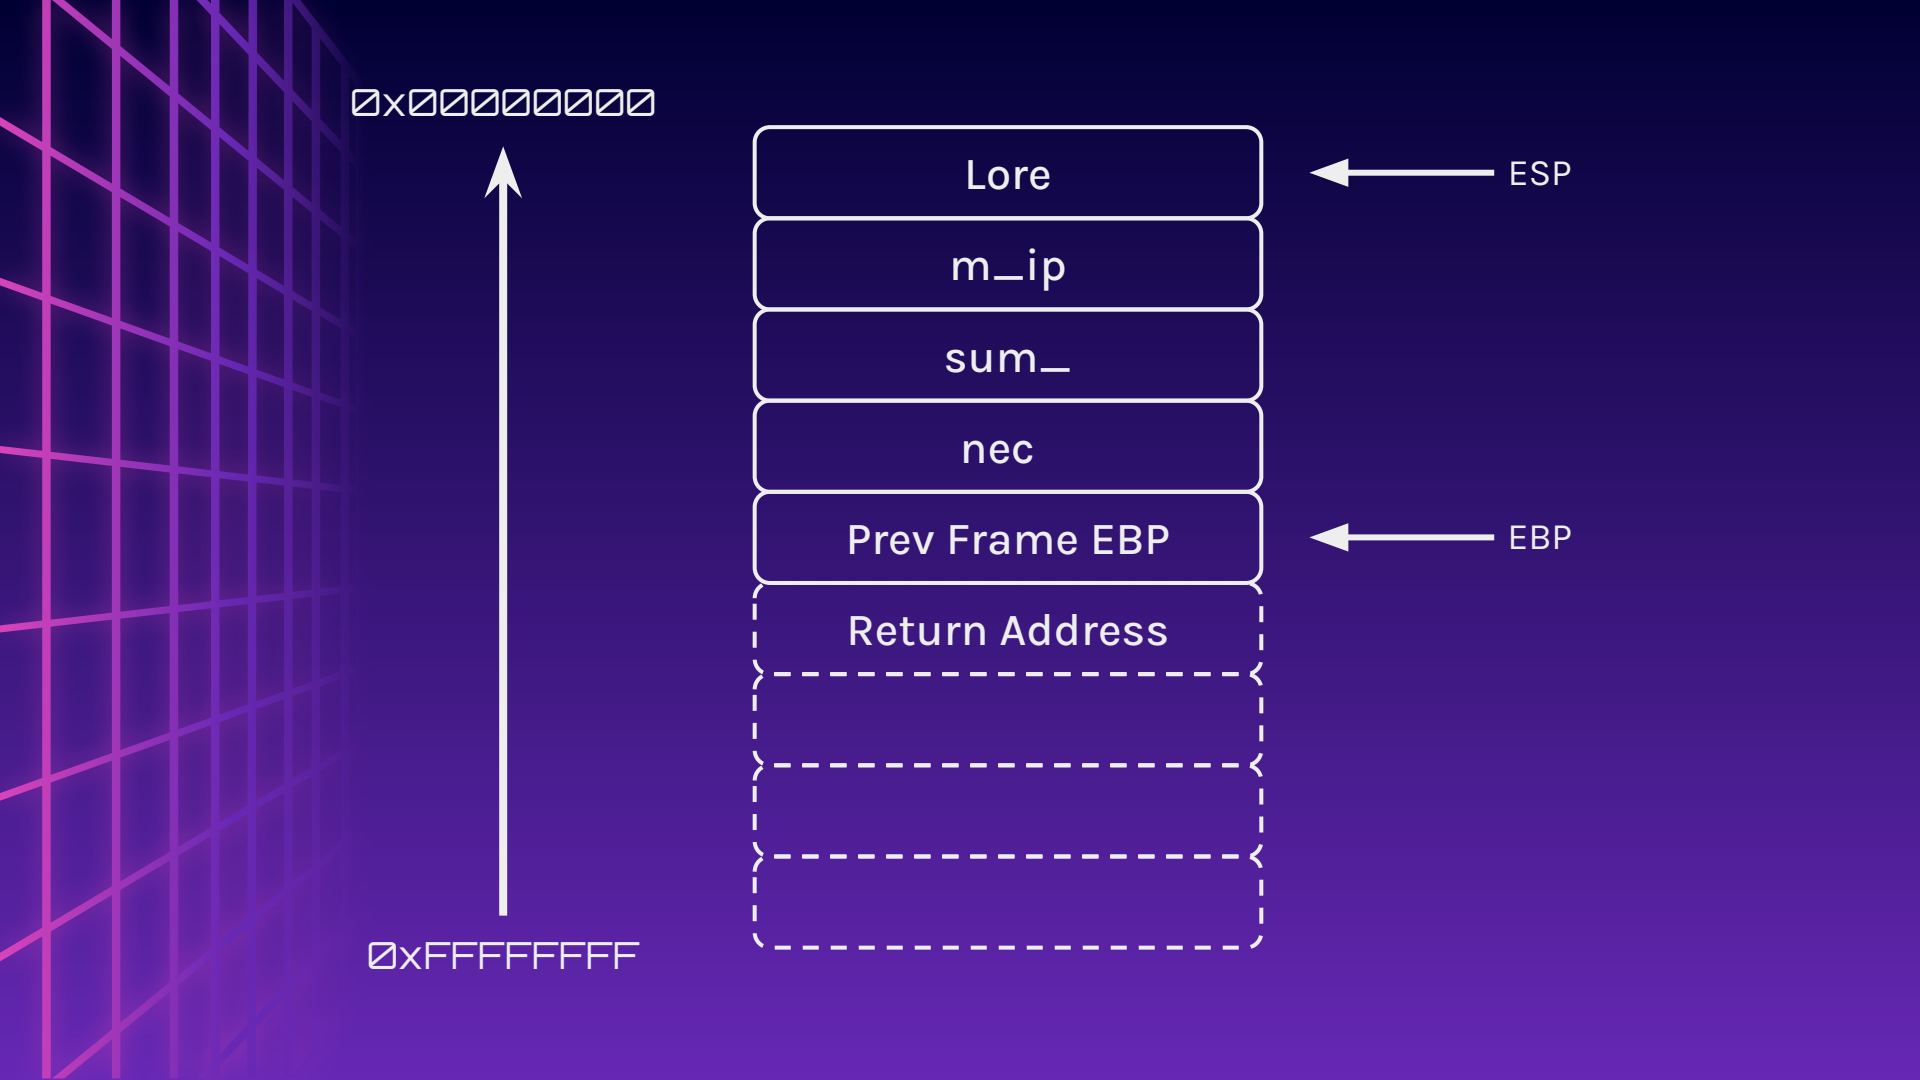 0x00000000
Lore
ESP
m_ip
sum_
nec
Prev Frame EBP
EBP
Return Address
0xFFFFFFFF